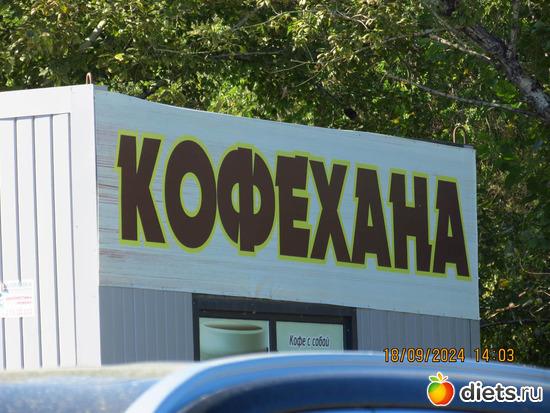 КОФЕХАНА
Кофе с собой
18/09/2024 14:03
diets.ru